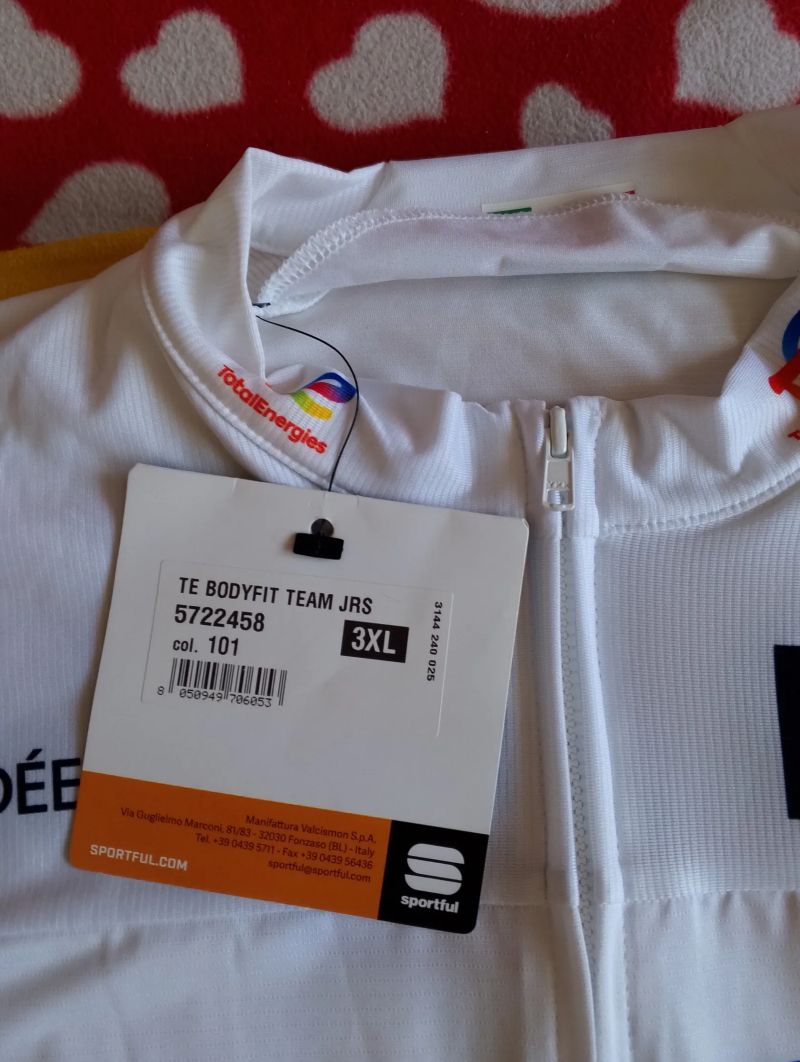 TotalEnergies
TE BODYFIT TEAM JRS
5722458
col. 101
3XL
3144 240 025
8 050949 706053
DÉE
Manifattura Valcismon S.p.A.
Via Guglielmo Marconi, 81/83 - 32030 Fonzaso (BL) - Italy
Tel. +39 0439 5711 - Fax +39 0439 56436
sportful@sportful.com
SPORTFUL.COM
sportful